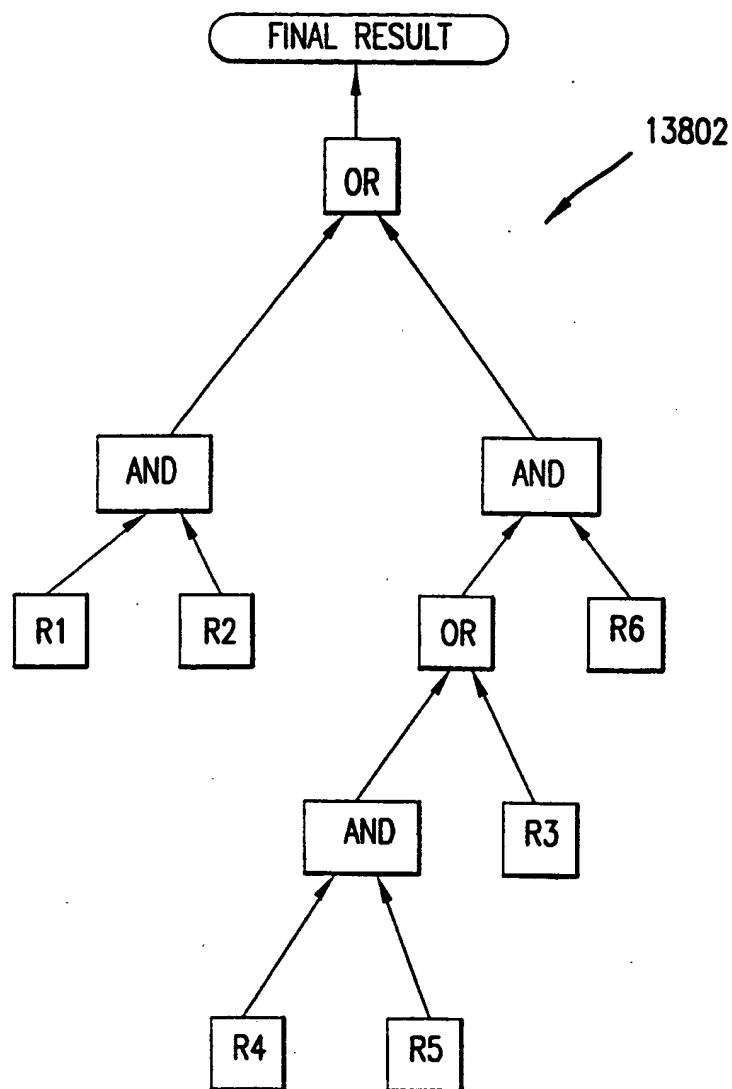 FINAL RESULT
13802
OR
AND
AND
R1
R2
OR
R6
AND
R3
R4
R5